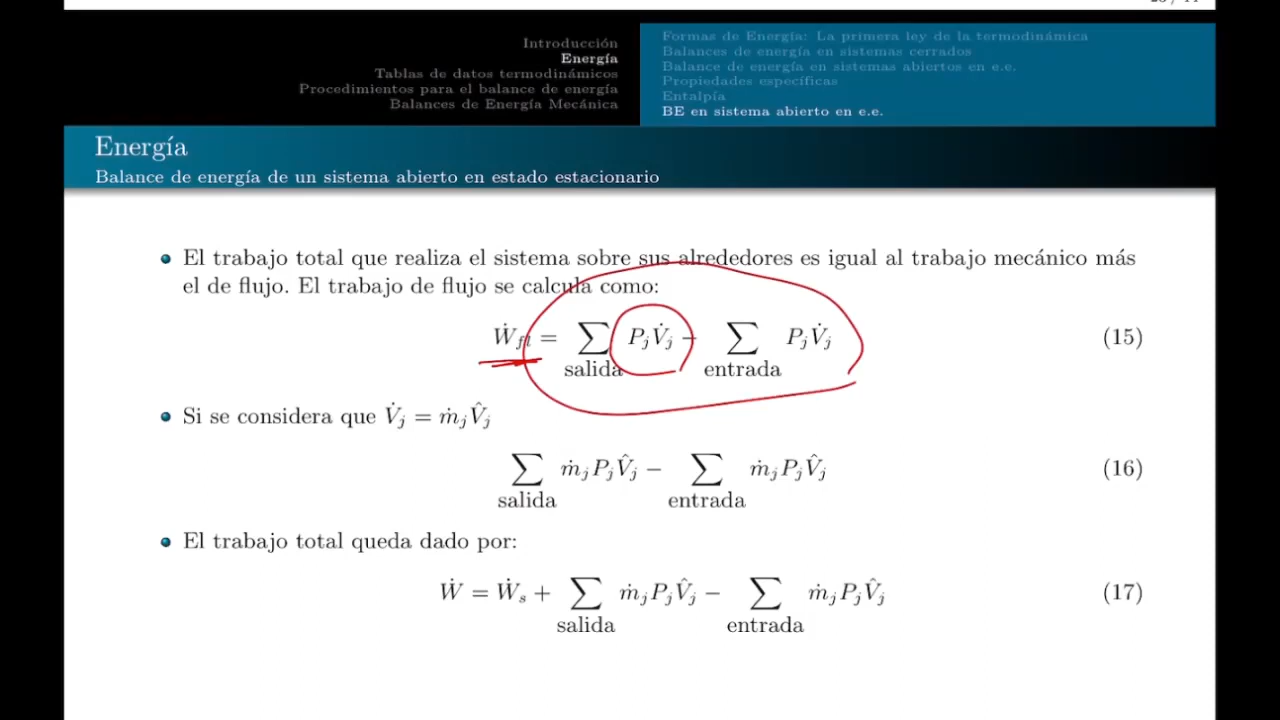 Introducción
Energía
Tablas de datos termodinámicos
Procedimientos para el balance de energía
Balances de Energía Mecánica
Formas de Energía: La primera ley de la termodinámica
Balances de energía en sistemas cerrados
Balance de energía en sistemas abiertos en e.e.
Propiedades específicas
Entalpía
BE en sistema abierto en e.e.
Energía
Balance de energía de un sistema abierto en estado estacionario
El trabajo total que realiza el sistema sobre sus alrededores es igual al trabajo mecánico más
el de flujo. El trabajo de flujo se calcula como:
Ẇ_fl = ∑_salida P_j V̇_j − ∑_entrada P_j V̇_j (15)
Si se considera que V̇_j = ṁ_j V̂_j
∑_salida ṁ_j P_j V̂_j − ∑_entrada ṁ_j P_j V̂_j (16)
El trabajo total queda dado por:
Ẇ = Ẇ_s + ∑_salida ṁ_j P_j V̂_j − ∑_entrada ṁ_j P_j V̂_j (17)